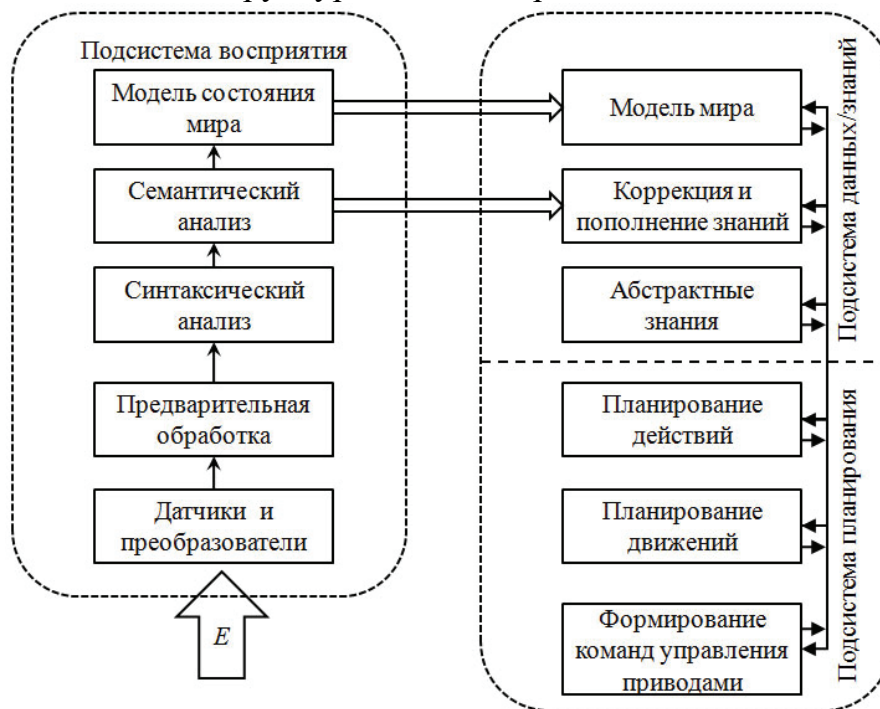 Подсистема восприятия
Модель состояния
мира
Семантический
анализ
Синтаксический
анализ
Предварительная
обработка
Датчики и
преобразователи
E
Модель мира
Коррекция и
пополнение знаний
Абстрактные
знания
Подсистема данных/знаний
Планирование
действий
Планирование
движений
Формирование
команд управления
приводами
Подсистема планирования